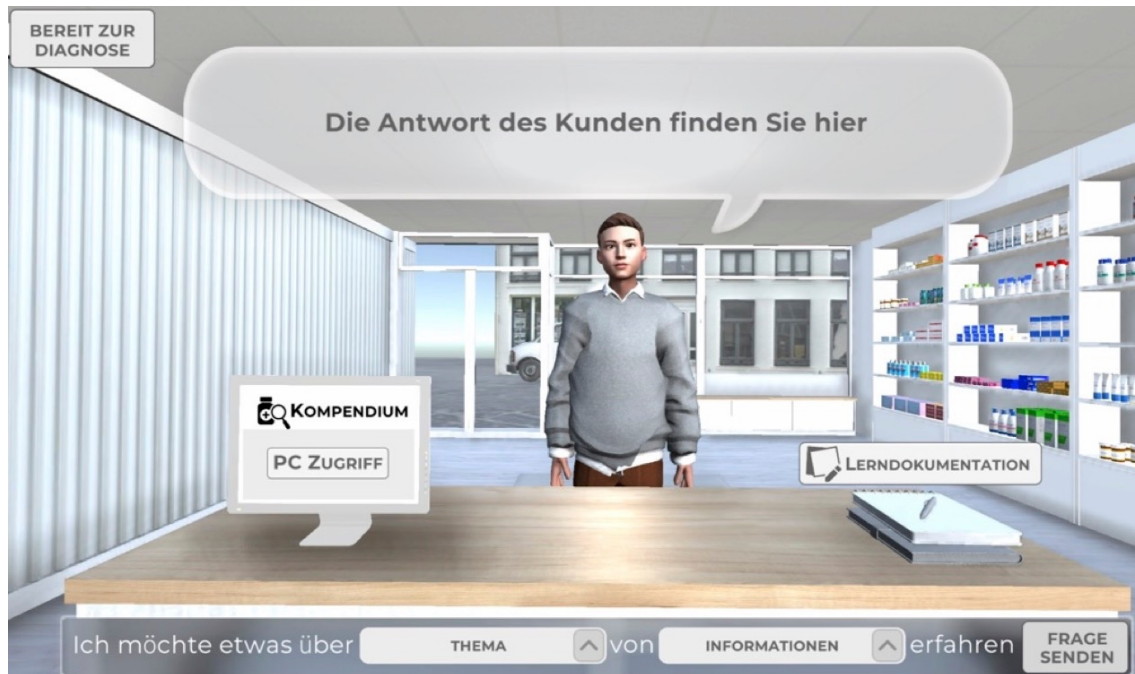 BEREIT ZUR
DIAGNOSE
Die Antwort des Kunden finden Sie hier
KOMPENDIUM
PC ZUGRIFF
LERNDOKUMENTATION
Ich möchte etwas über THEMA von INFORMATIONEN erfahren
FRAGE
SENDEN